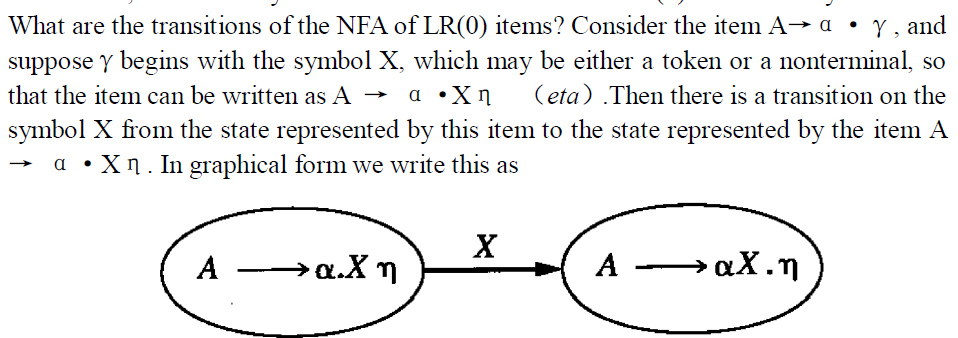 What are the transitions of the NFA of LR(0) items? Consider the item A→ α • γ , and
suppose γ begins with the symbol X, which may be either a token or a nonterminal, so
that the item can be written as A → α •X η （eta）.Then there is a transition on the
symbol X from the state represented by this item to the state represented by the item A
→ α • X η . In graphical form we write this as
A ⟶ α.X η X A ⟶ αX.η